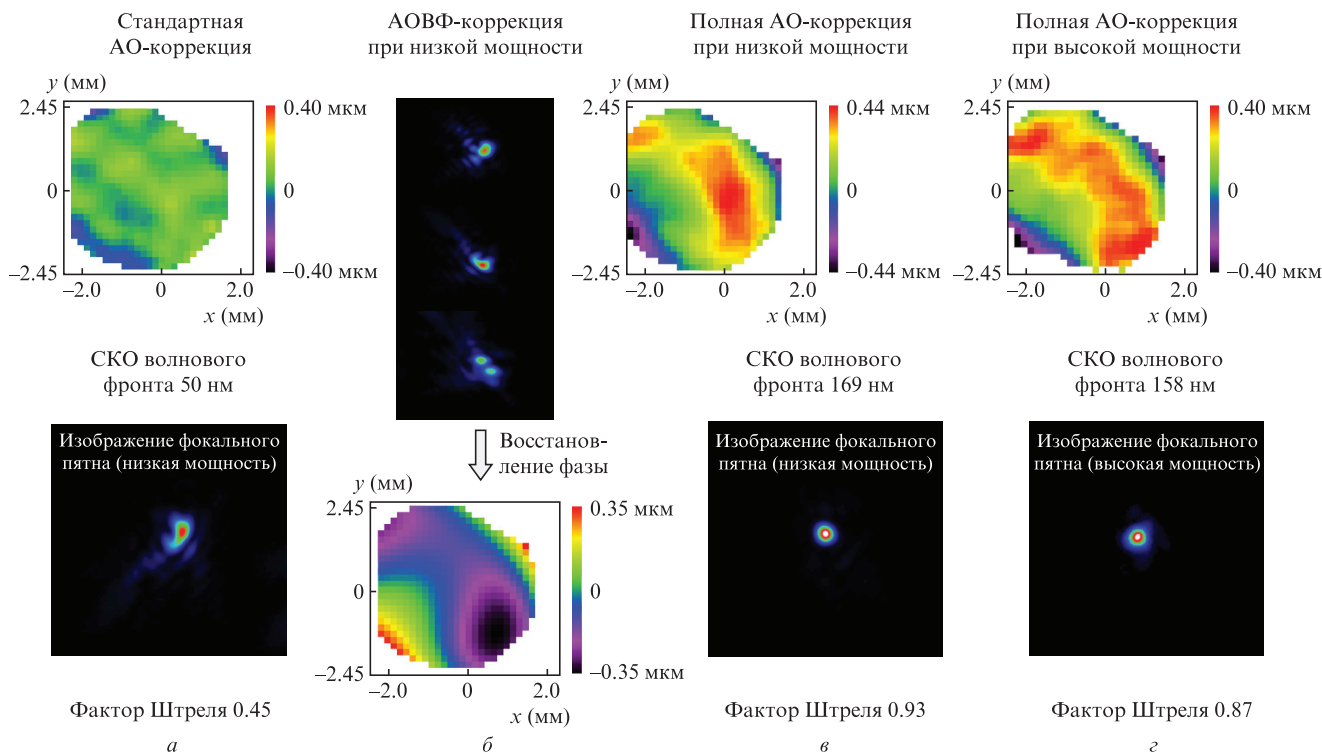 Стандартная
АО-коррекция
y (мм)
2.45
0
−2.45
−2.0
0
2.0
x (мм)
0.40 мкм
0
−0.40 мкм
СКО волнового
фронта 50 нм
Изображение фокального
пятна (низкая мощность)
Фактор Штреля 0.45
а
АОВФ-коррекция
при низкой мощности
Восстанов-
ление фазы
y (мм)
2.45
0
−2.45
−2.0
0
2.0
x (мм)
0.35 мкм
0
−0.35 мкм
б
Полная АО-коррекция
при низкой мощности
y (мм)
2.45
0
−2.45
−2.0
0
2.0
x (мм)
0.44 мкм
0
−0.44 мкм
СКО волнового
фронта 169 нм
Изображение фокального
пятна (низкая мощность)
Фактор Штреля 0.93
в
Полная АО-коррекция
при высокой мощности
y (мм)
2.45
0
−2.45
−2.0
0
2.0
x (мм)
0.40 мкм
0
−0.40 мкм
СКО волнового
фронта 158 нм
Изображение фокального
пятна (высокая мощность)
Фактор Штреля 0.87
г